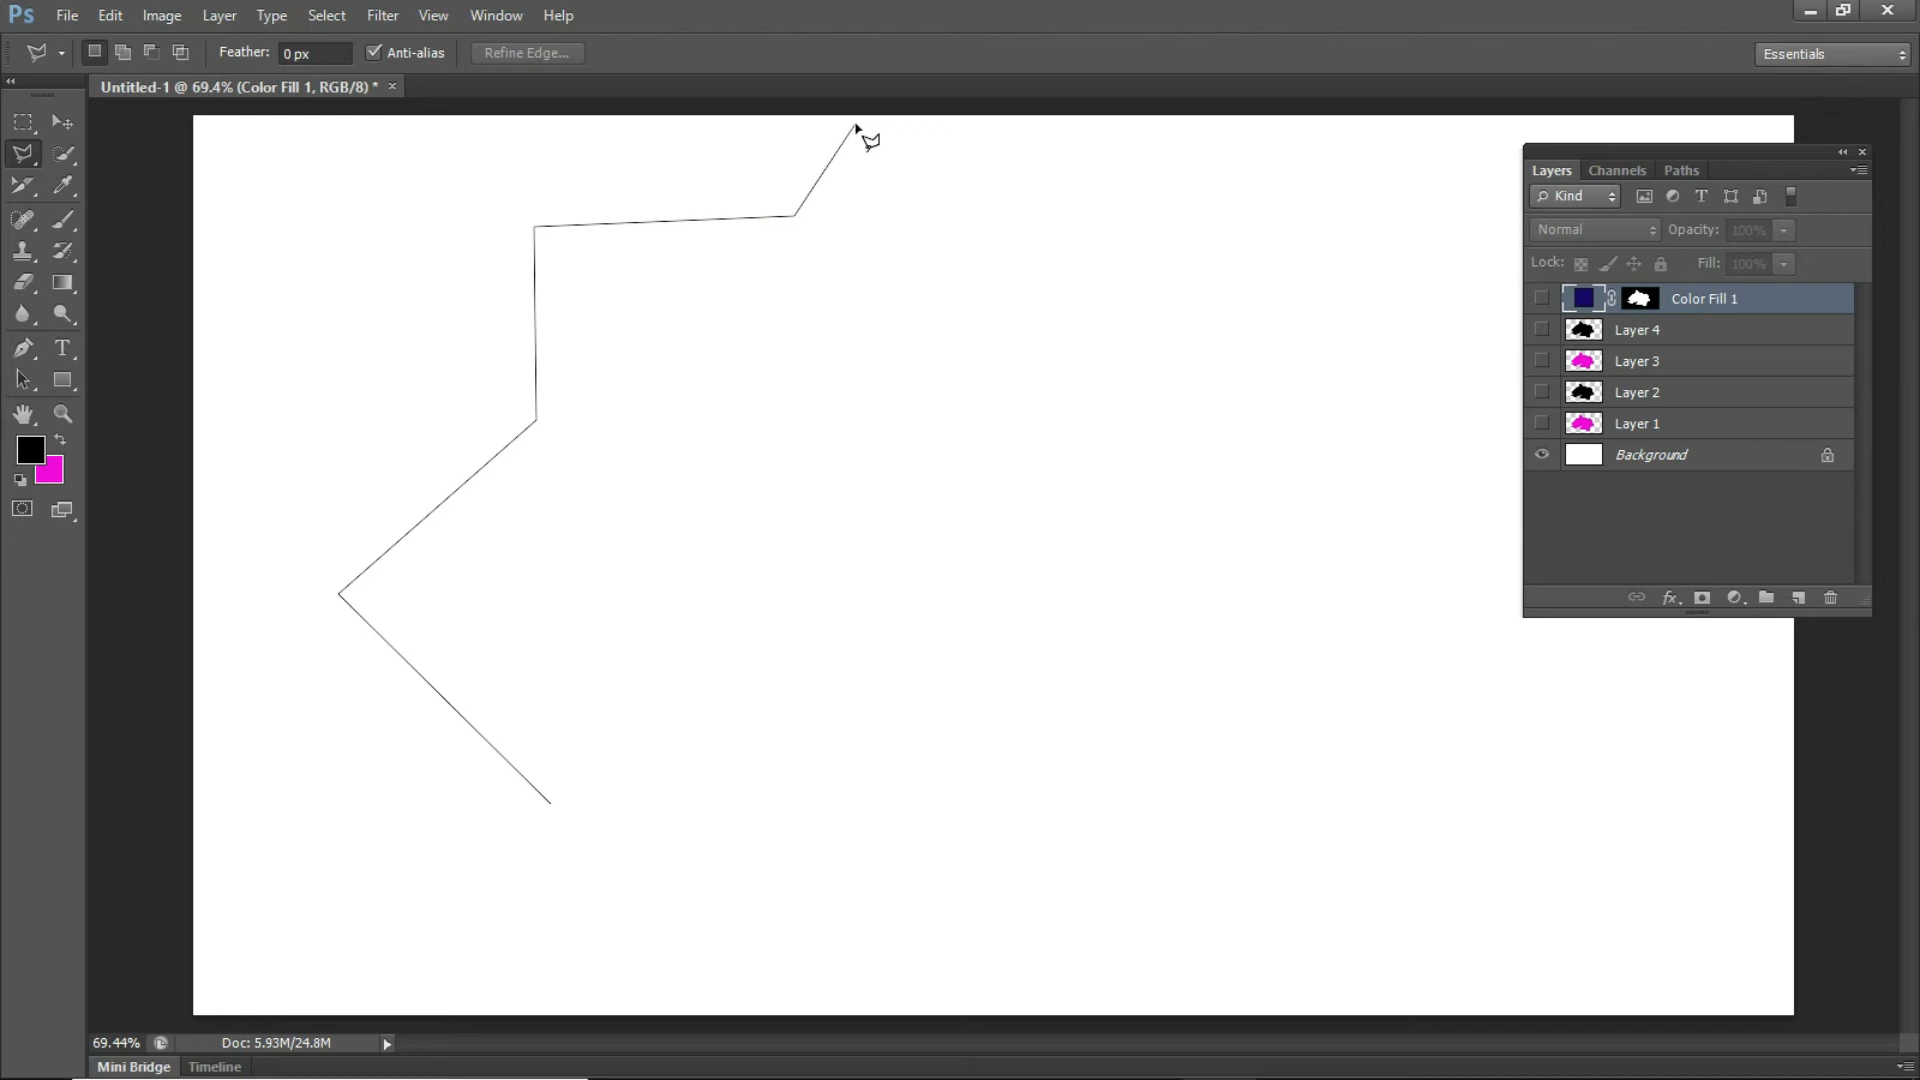 Ps File Edit Image Layer Type Select Filter View Window Help
Feather: 0 px Anti-alias Refine Edge... Essentials
Untitled-1 @ 69.4% (Color Fill 1, RGB/8) * ×
Layers Channels Paths
Kind T
Normal Opacity: 100%
Lock: Fill: 100%
Color Fill 1
Layer 4
Layer 3
Layer 2
Layer 1
Background
fx
T
69.44% Doc: 5.93M/24.8M
Mini Bridge Timeline